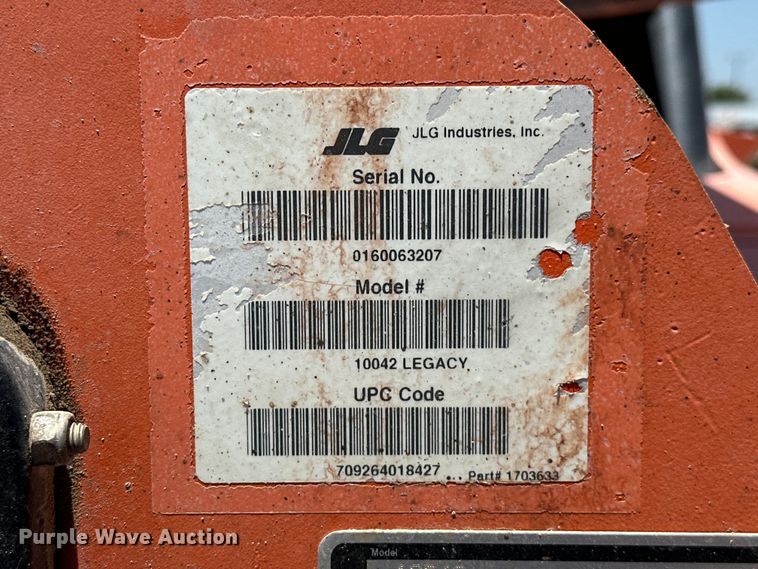 JLG JLG Industries, Inc.
Serial No.
0160063207
Model #
10042 LEGACY
UPC Code
709264018427
Part# 1703633
Purple Wave Auction
Model